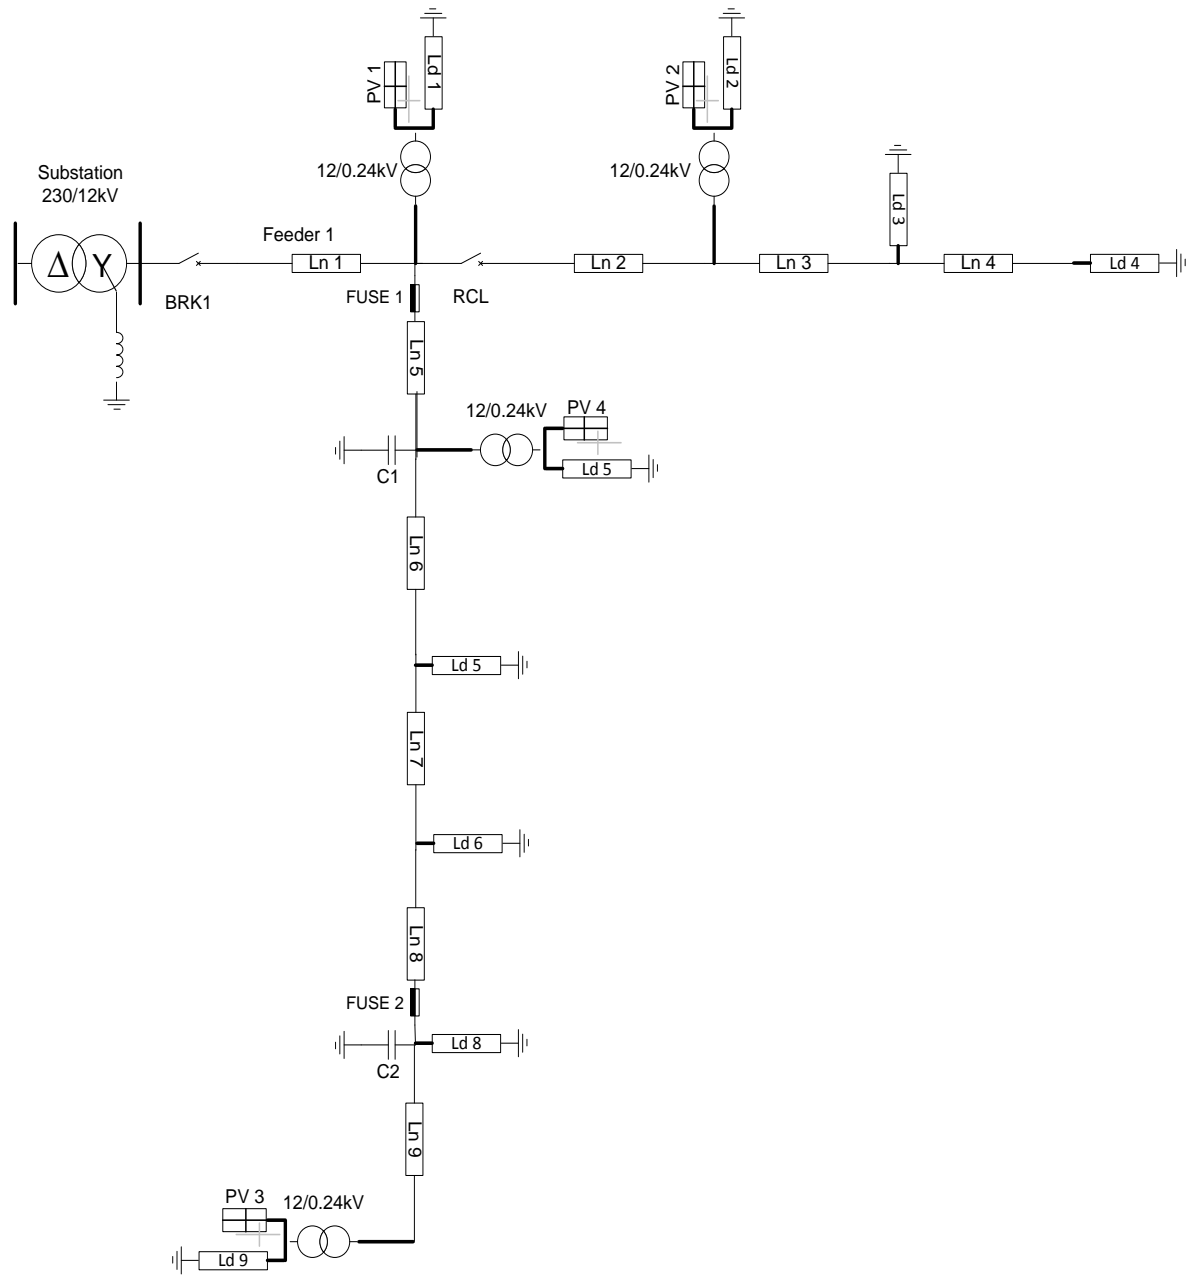 PV 1
Ld 1
PV 2
Ld 2
12/0.24kV
12/0.24kV
Substation
230/12kV
Ld 3
Feeder 1
Δ
Y
Ln 1
Ln 2
Ln 3
Ln 4
Ld 4
BRK1
FUSE 1
RCL
Ln 5
12/0.24kV
PV 4
C1
Ld 5
Ln 6
Ld 5
Ln 7
Ld 6
Ln 8
FUSE 2
Ld 8
C2
Ln 9
PV 3
12/0.24kV
Ld 9